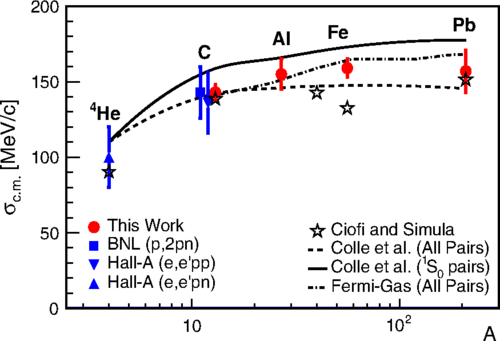 200
150
100
50
0
σc.m. [MeV/c]
⁴He
C
Al
Fe
Pb
This Work
BNL (p,2pn)
Hall-A (e,e'pp)
Hall-A (e,e'pn)
Ciofi and Simula
Colle et al. (All Pairs)
Colle et al. (¹S₀ pairs)
Fermi-Gas (All Pairs)
10
10²
A